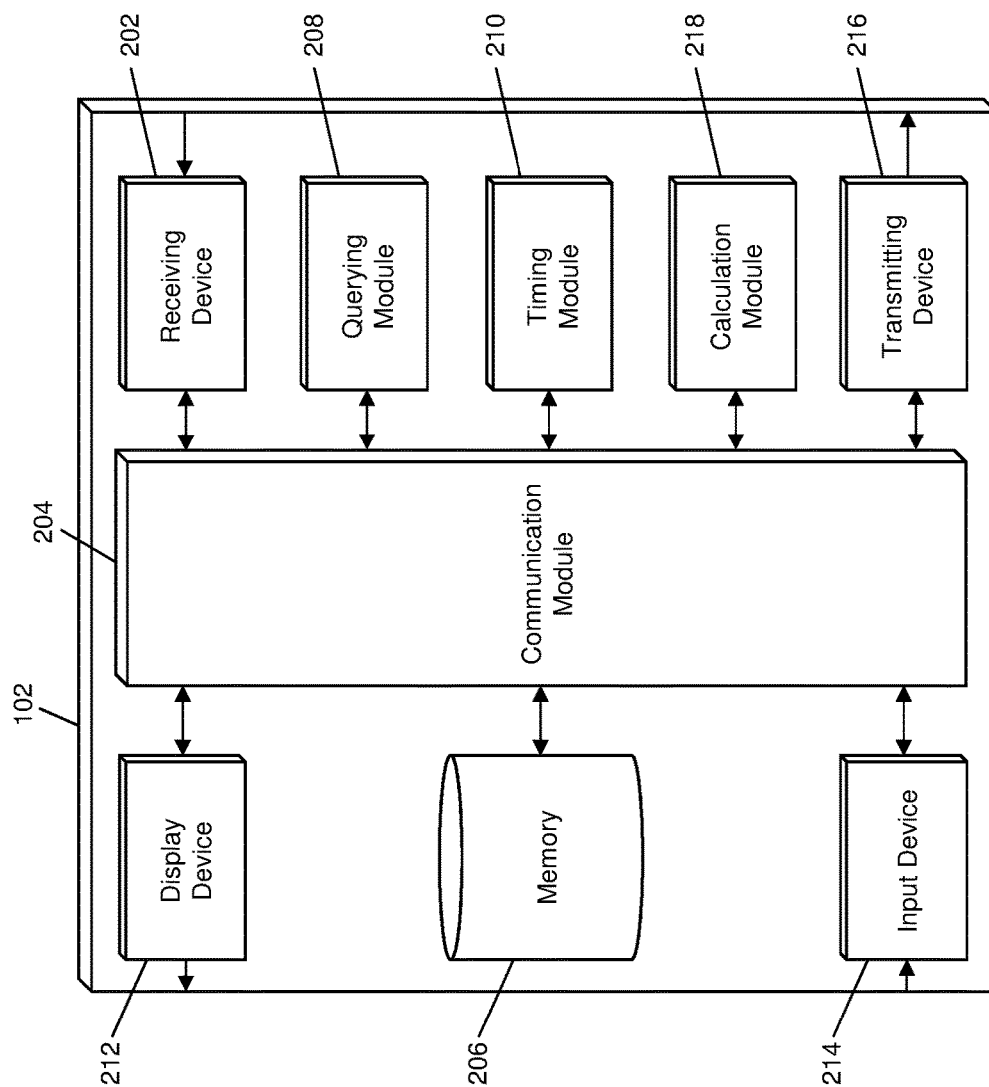 102
204
212
Display
Device
206
Memory
214
Input Device
Communication
Module
Receiving
Device
202
Querying
Module
208
Timing
Module
210
Calculation
Module
218
Transmitting
Device
216